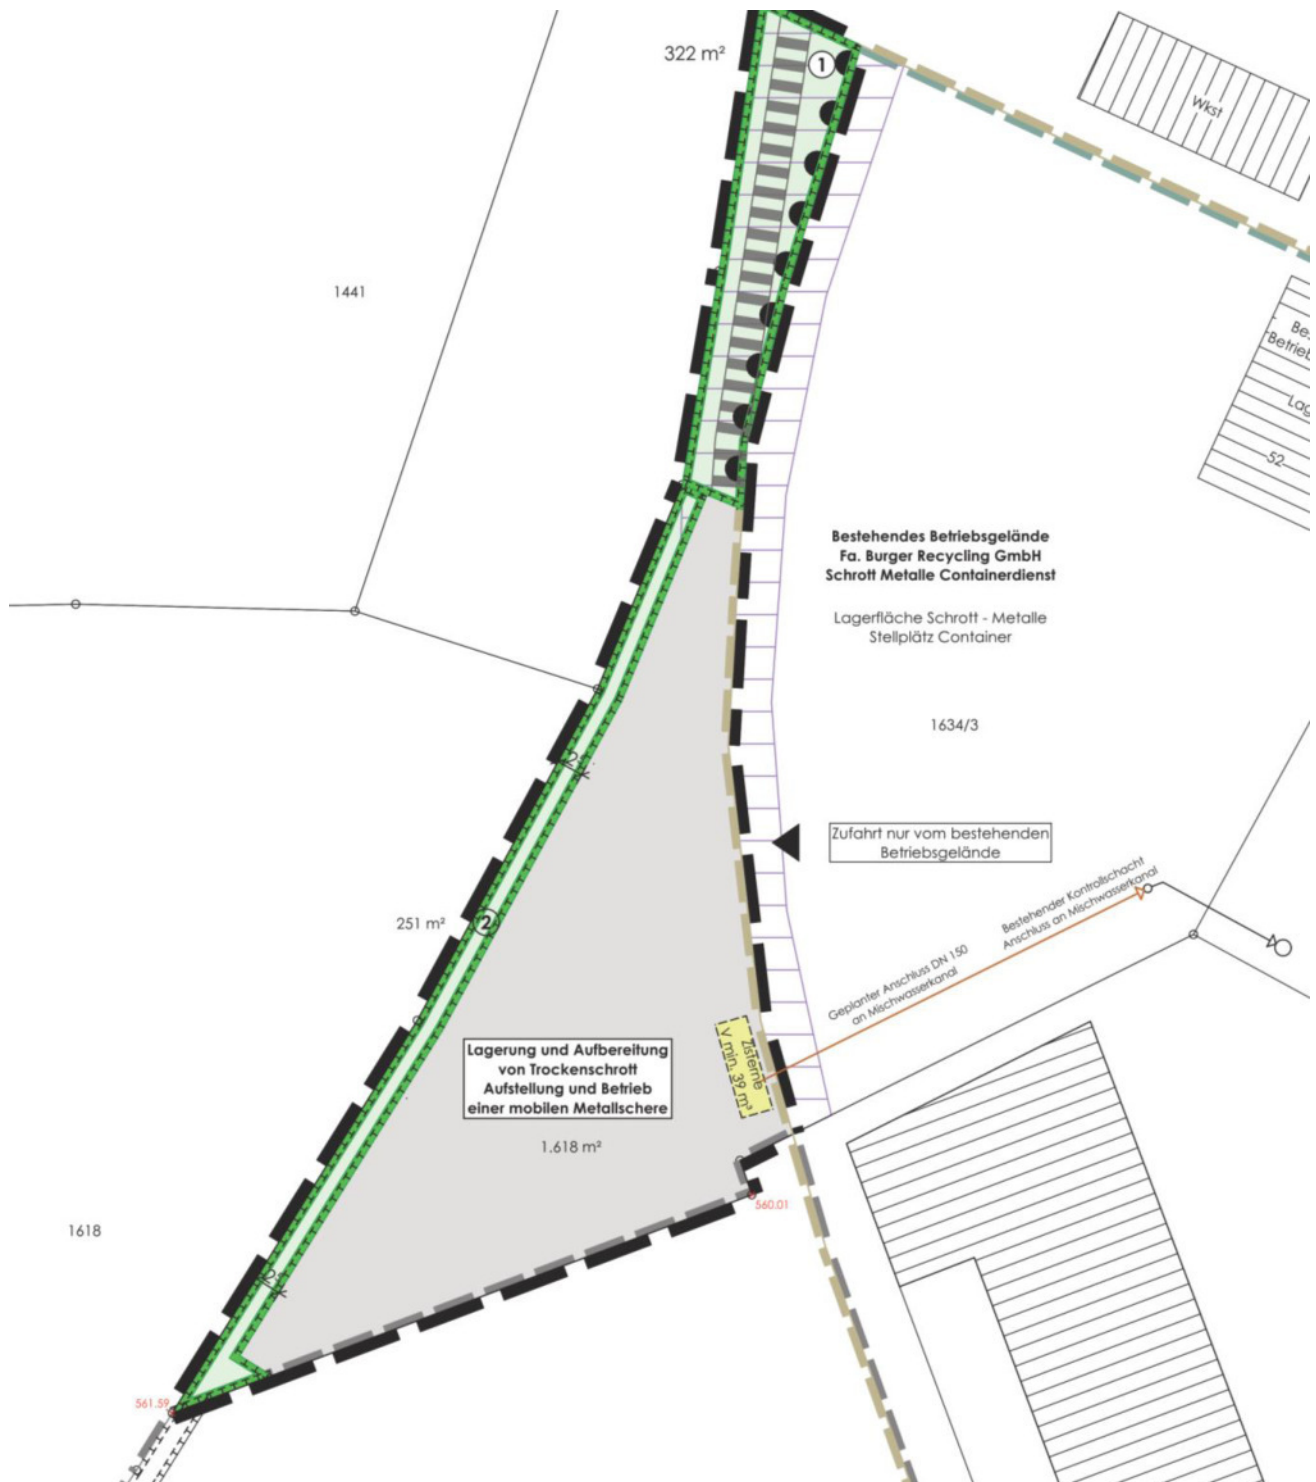 322 m²
1
Wkst
1441
52
Bestehendes Betriebsgelände
Fa. Burger Recycling GmbH
Schrott Metalle Containerdienst
Lagerfläche Schrott - Metalle
Stellplätz Container
1634/3
2
Zufahrt nur vom bestehenden
Betriebsgelände
Bestehender Kontrollschacht
Anschluss an Mischwasserkanal
251 m²
2
Geplanter Anschluss DN 150
an Mischwasserkanal
Zisterne
V min. 39 m³
Lagerung und Aufbereitung
von Trockenschrott
Aufstellung und Betrieb
einer mobilen Metallschere
1.618 m²
560.01
1618
2
561.59